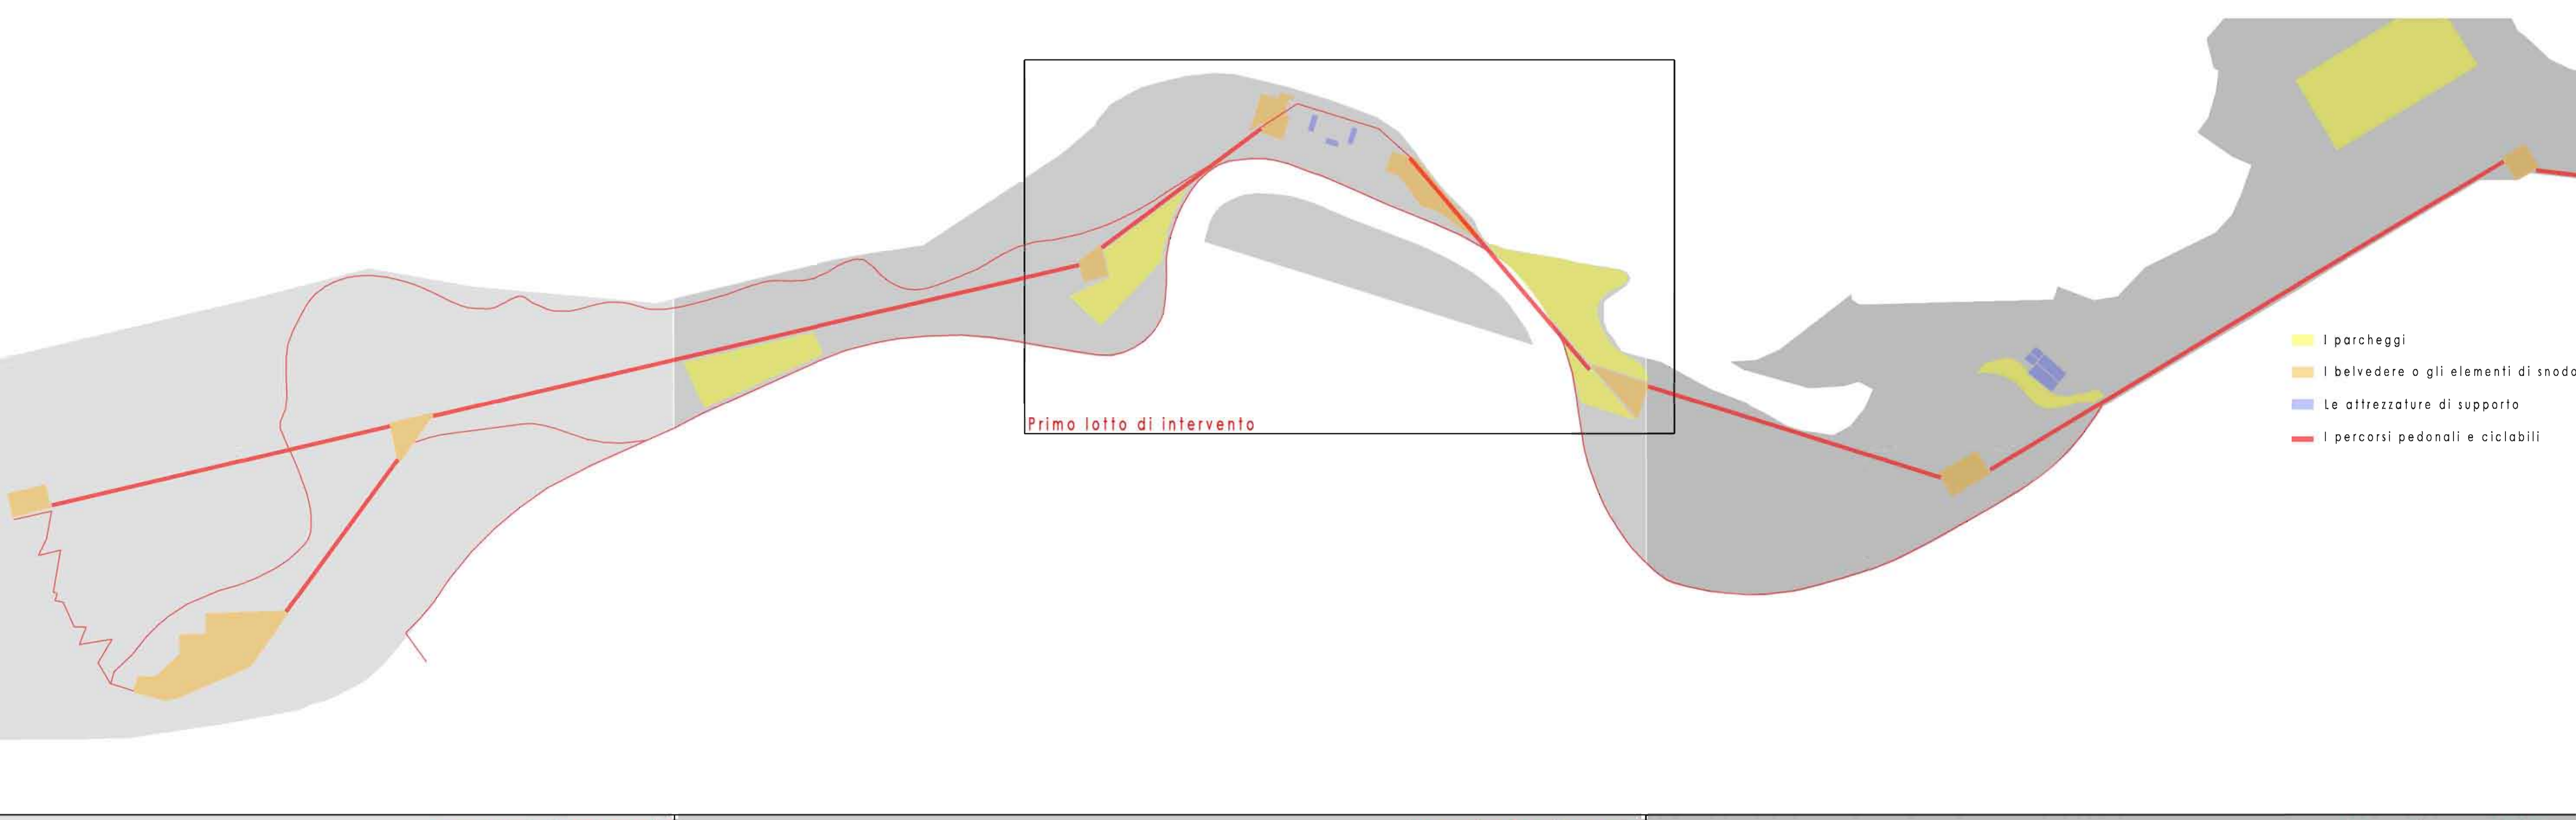 I parcheggi
I belvedere o gli elementi di snodo
Le attrezzature di supporto
Primo lotto di intervento
I percorsi pedonali e ciclabili